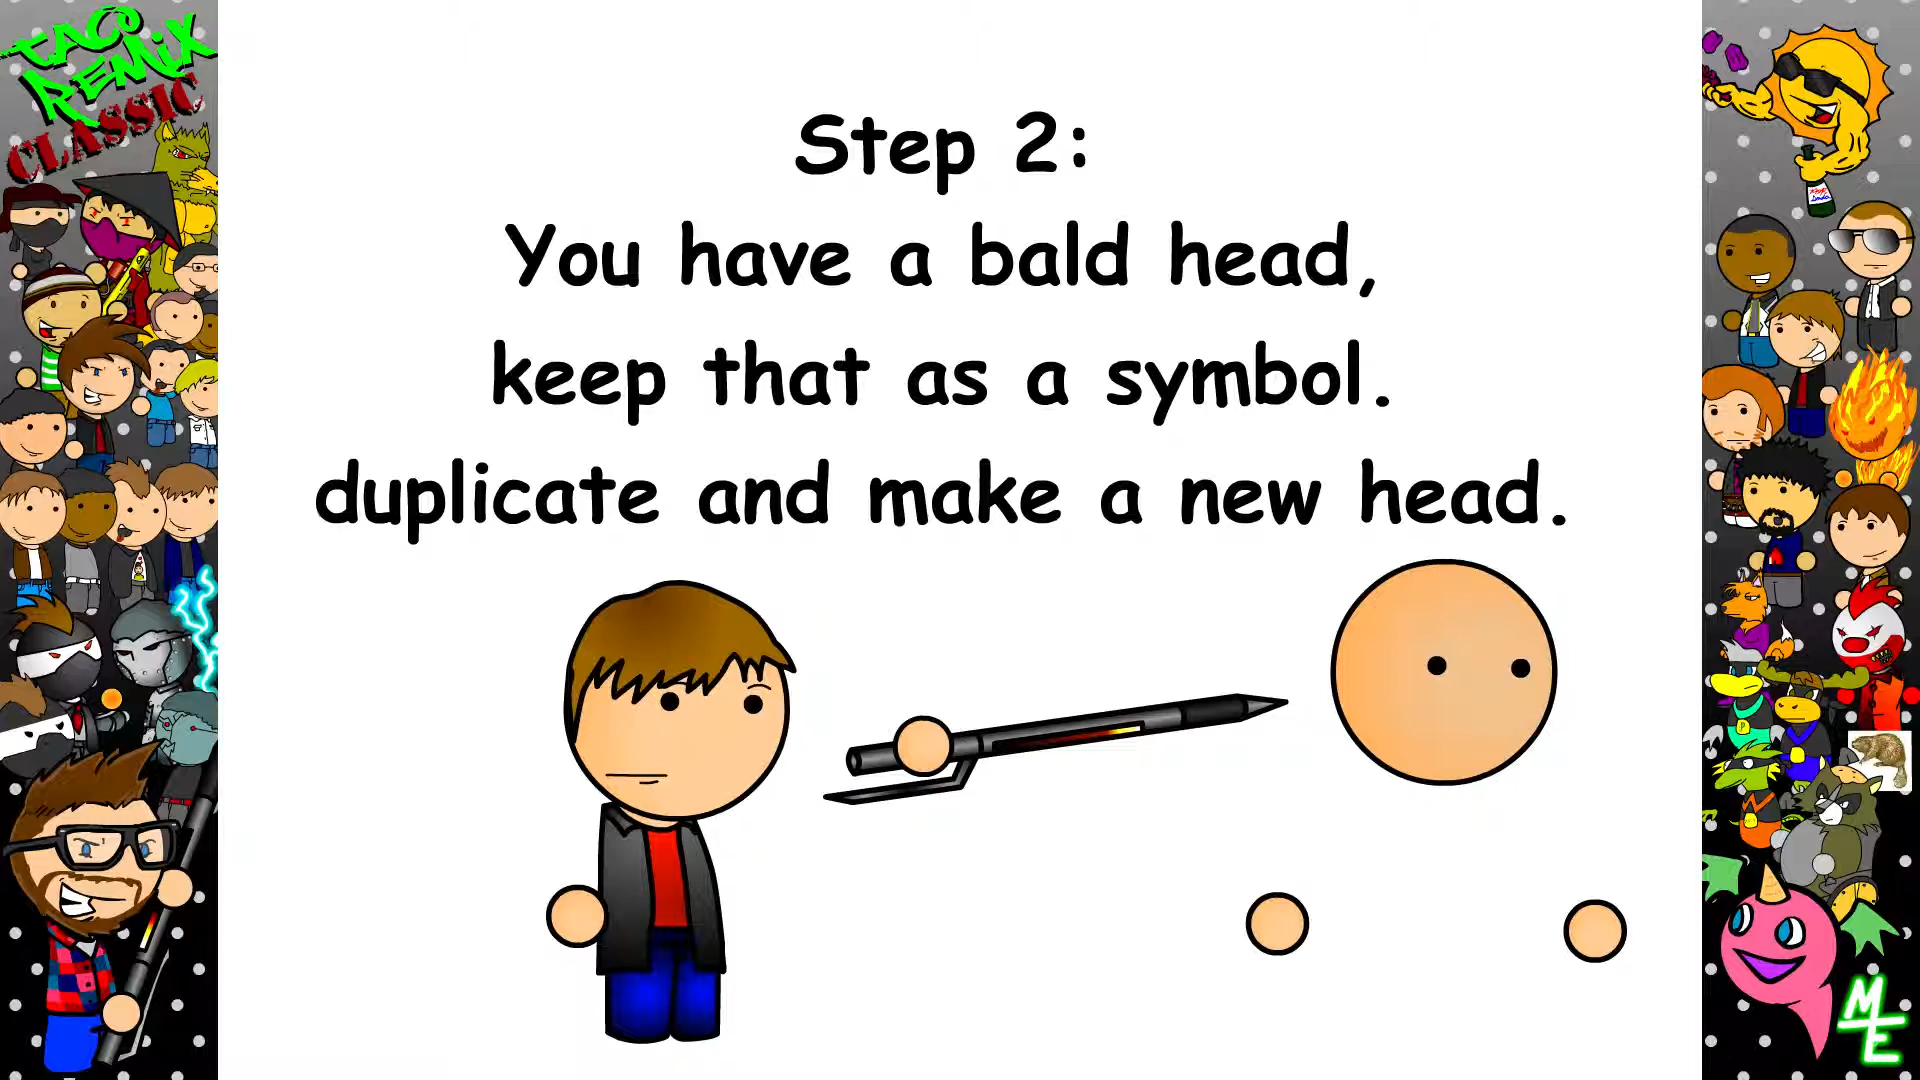 TACO
REMiX
CLASSIC
Step 2:
You have a bald head,
keep that as a symbol.
duplicate and make a new head.
ME